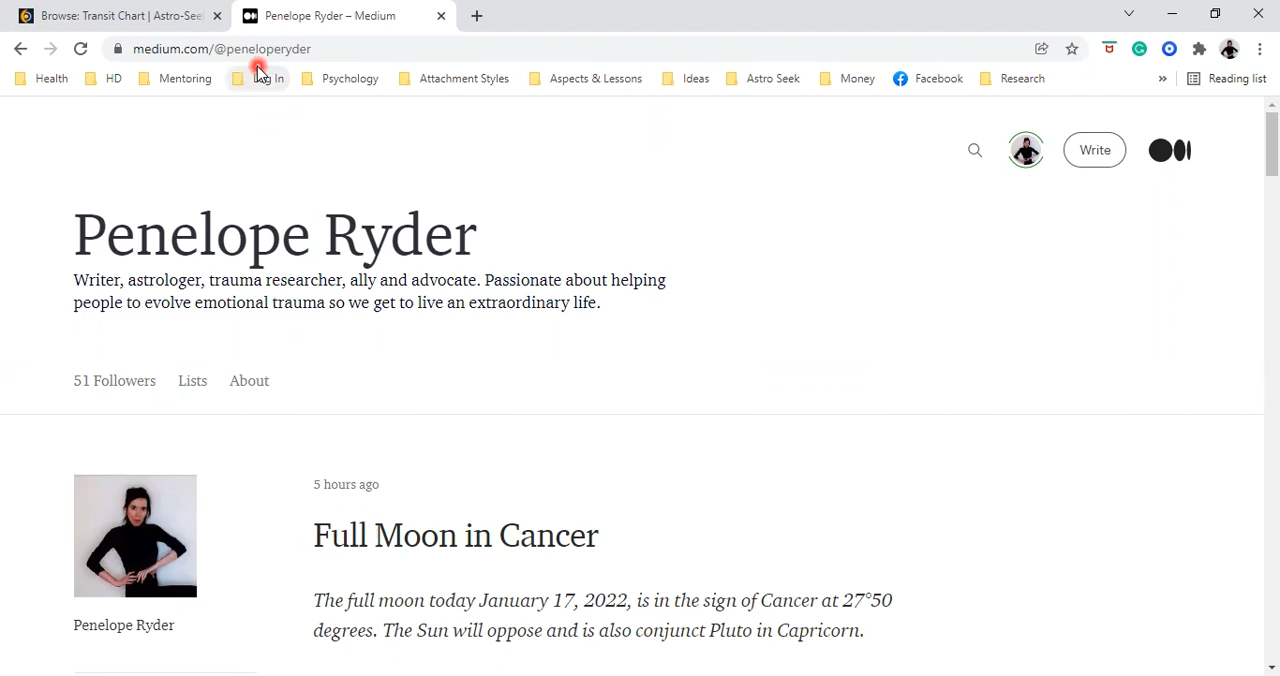 Browse: Transit Chart | Astro-See
Penelope Ryder – Medium
medium.com/@peneloperyder
Health
HD
Mentoring
In
Psychology
Attachment Styles
Aspects & Lessons
Ideas
Astro Seek
Money
Facebook
Research
»
Reading list
Write
Penelope Ryder
Writer, astrologer, trauma researcher, ally and advocate. Passionate about helping
people to evolve emotional trauma so we get to live an extraordinary life.
51 Followers
Lists
About
5 hours ago
Full Moon in Cancer
The full moon today January 17, 2022, is in the sign of Cancer at 27°50
degrees. The Sun will oppose and is also conjunct Pluto in Capricorn.
Penelope Ryder